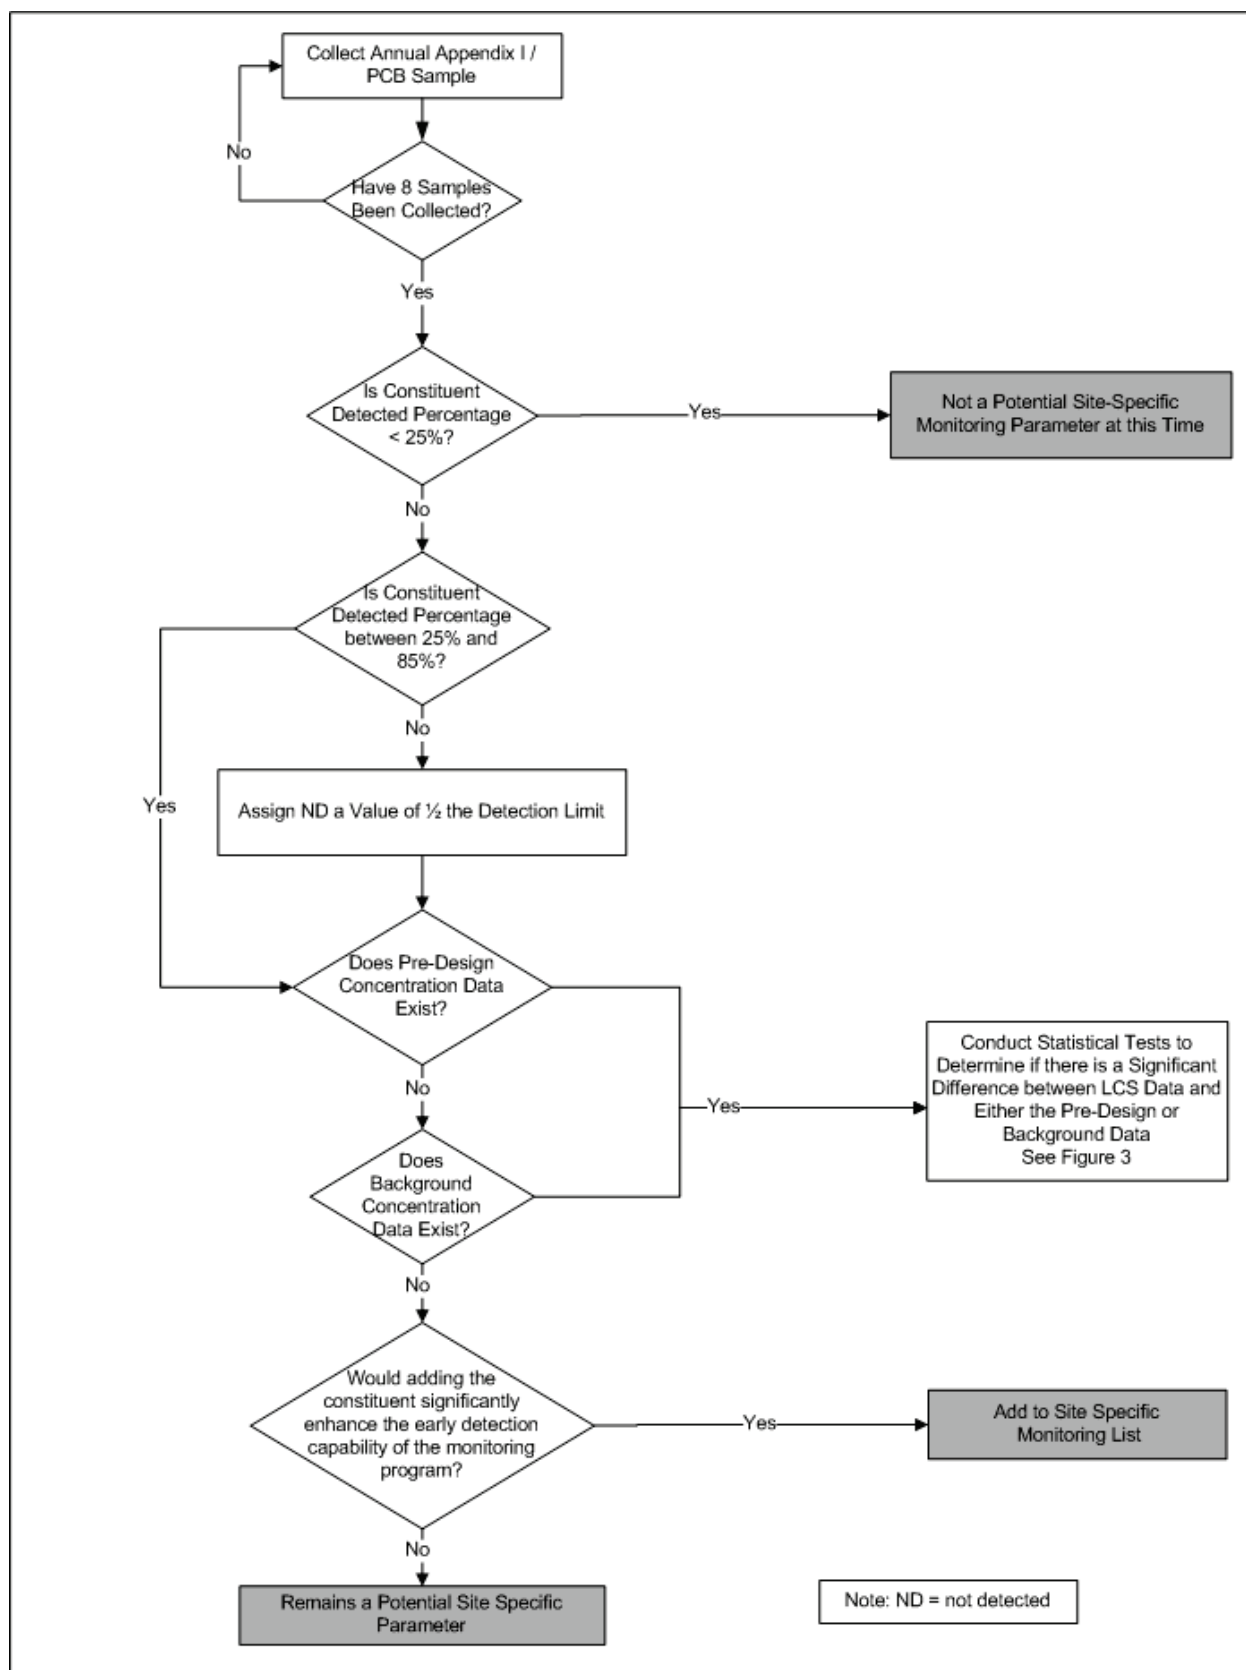 Collect Annual Appendix I /
PCB Sample
No
Have 8 Samples
Been Collected?
Yes
Is Constituent
Detected Percentage
< 25%?
Yes
Not a Potential Site-Specific
Monitoring Parameter at this Time
No
Is Constituent
Detected Percentage
between 25% and
85%?
No
Yes
Assign ND a Value of ½ the Detection Limit
Does Pre-Design
Concentration Data
Exist?
Conduct Statistical Tests to
Determine if there is a Significant
Difference between LCS Data and
Either the Pre-Design or
Background Data
See Figure 3
No
Yes
Does
Background
Concentration
Data Exist?
No
Would adding the
constituent significantly
enhance the early detection
capability of the monitoring
program?
Yes
Add to Site Specific
Monitoring List
No
Remains a Potential Site Specific
Parameter
Note: ND = not detected